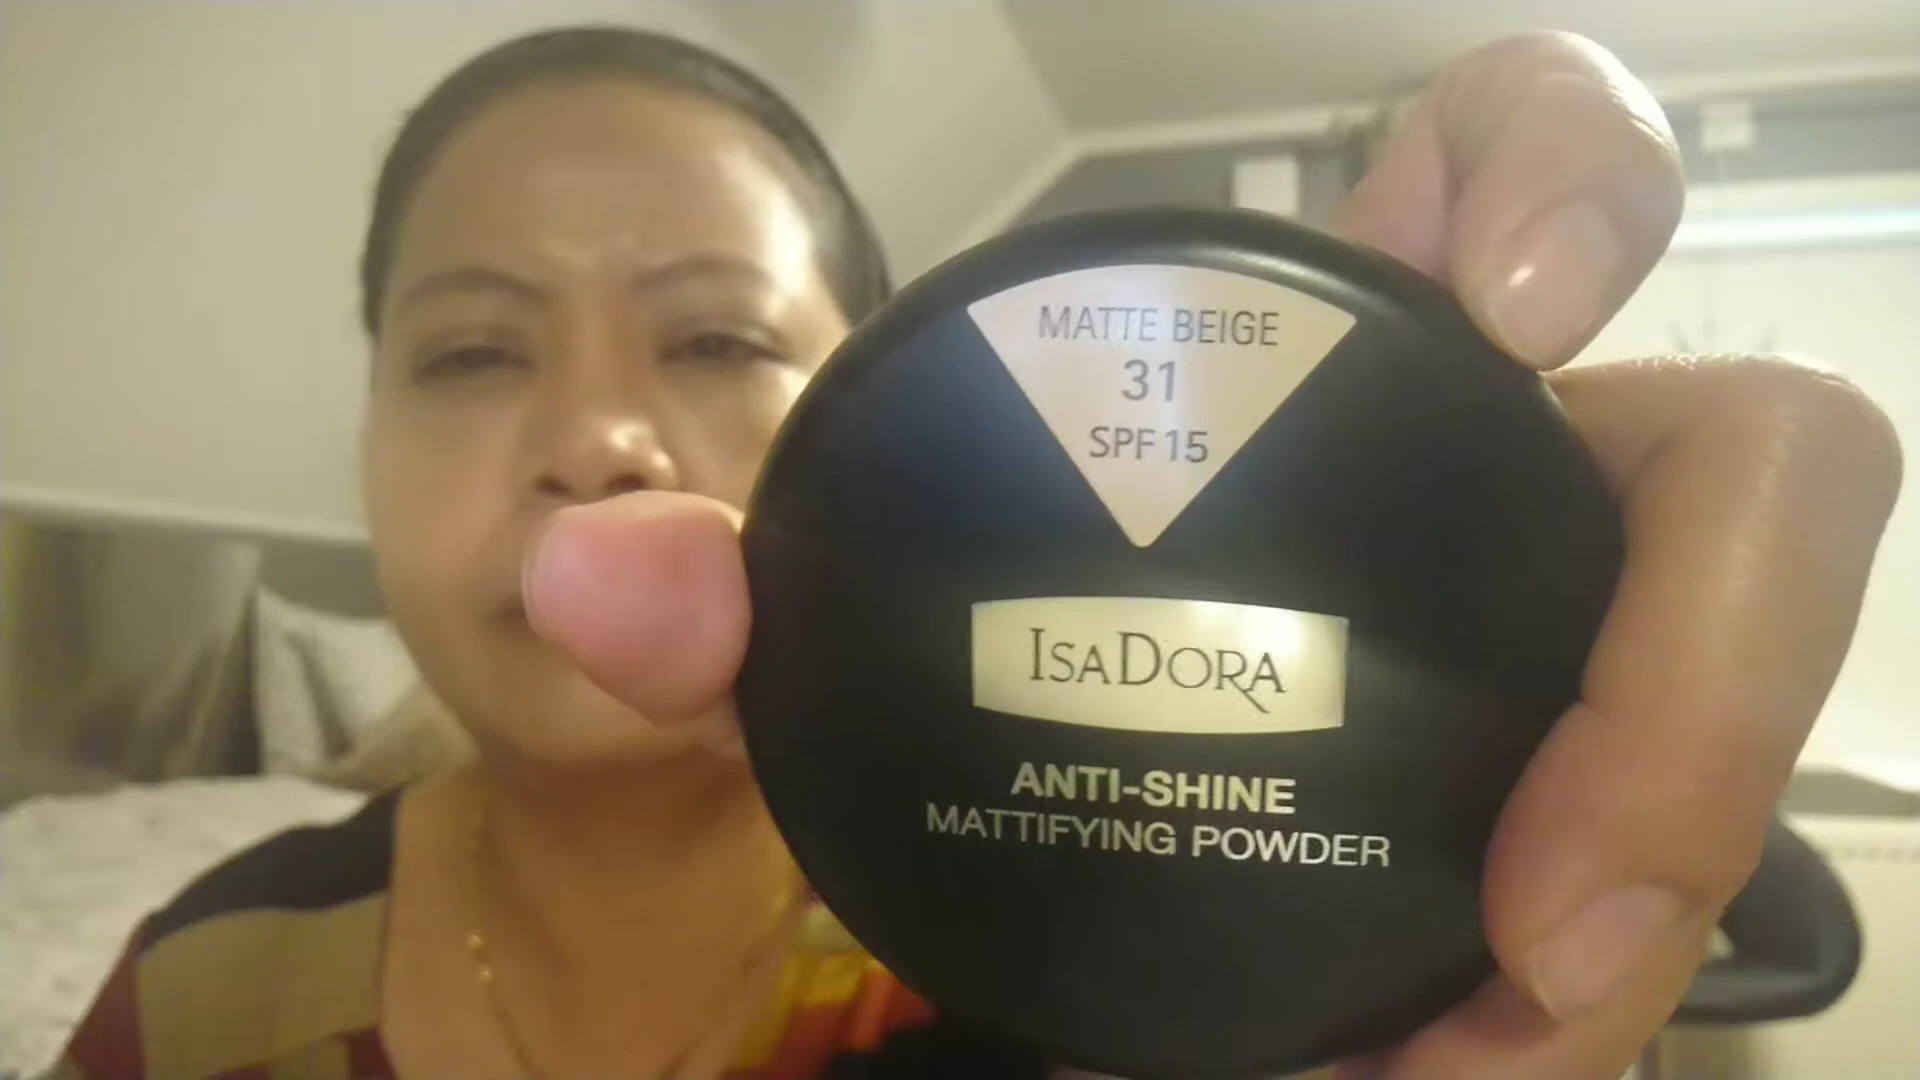 MATTE BEIGE
31
SPF 15
ISADORA
ANTI-SHINE
MATTIFYING POWDER